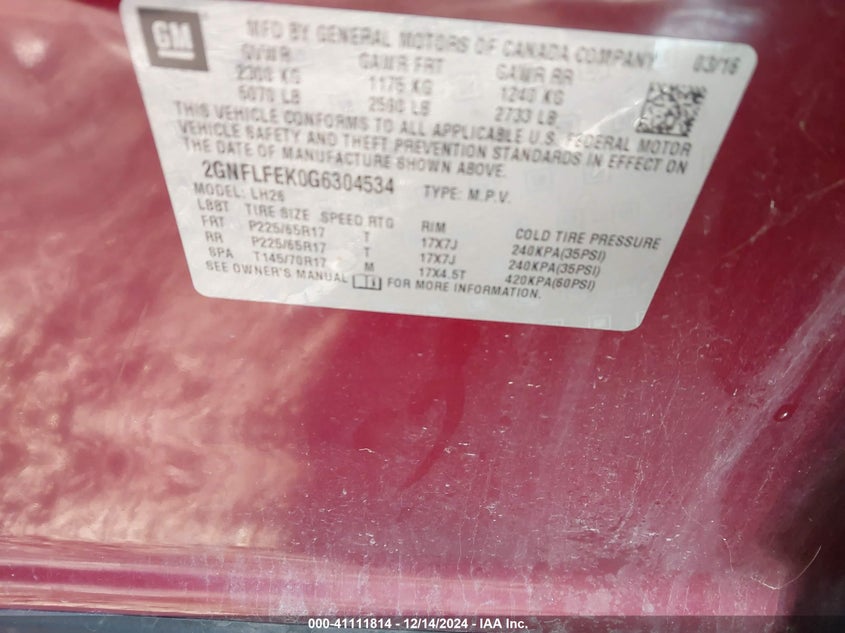 GM
MFD BY GENERAL MOTORS OF CANADA COMPANY 03/16
GVWR GAWR FRT GAWR RR
2300 KG 1175 KG 1240 KG
5070 LB 2590 LB 2733 LB
THIS VEHICLE CONFORMS TO ALL APPLICABLE U.S. FEDERAL MOTOR
VEHICLE SAFETY AND THEFT PREVENTION STANDARDS IN EFFECT ON
THE DATE OF MANUFACTURE SHOWN ABOVE.
2GNFLFEK0G6304534 TYPE: M.P.V.
MODEL: LH26
L88T TIRE SIZE SPEED RTG RIM COLD TIRE PRESSURE
FRT P225/65R17 T 17X7J 240KPA(35PSI)
RR P225/65R17 T 17X7J 240KPA(35PSI)
SPA T145/70R17 M 17X4.5T 420KPA(60PSI)
SEE OWNER'S MANUAL FOR MORE INFORMATION.
000-41111814 - 12/14/2024 - IAA Inc.